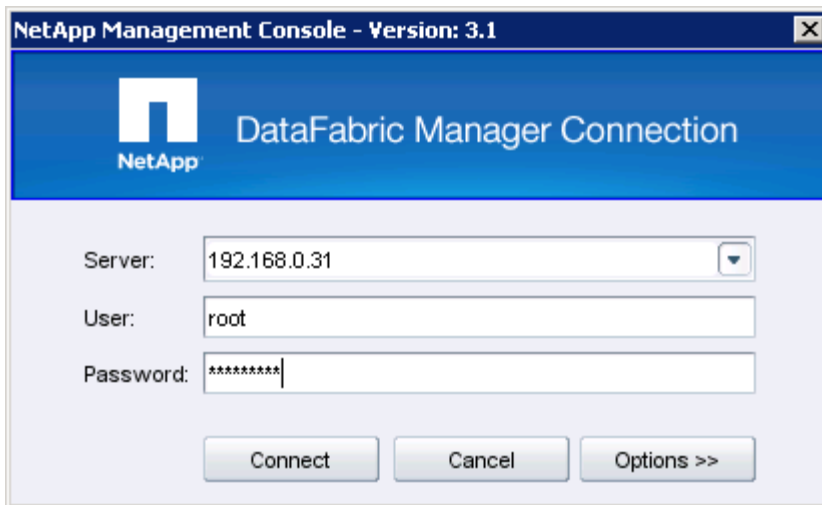 NetApp Management Console - Version: 3.1
NetApp
DataFabric Manager Connection
Server: 192.168.0.31
User: root
Password: *********
Connect Cancel Options >>